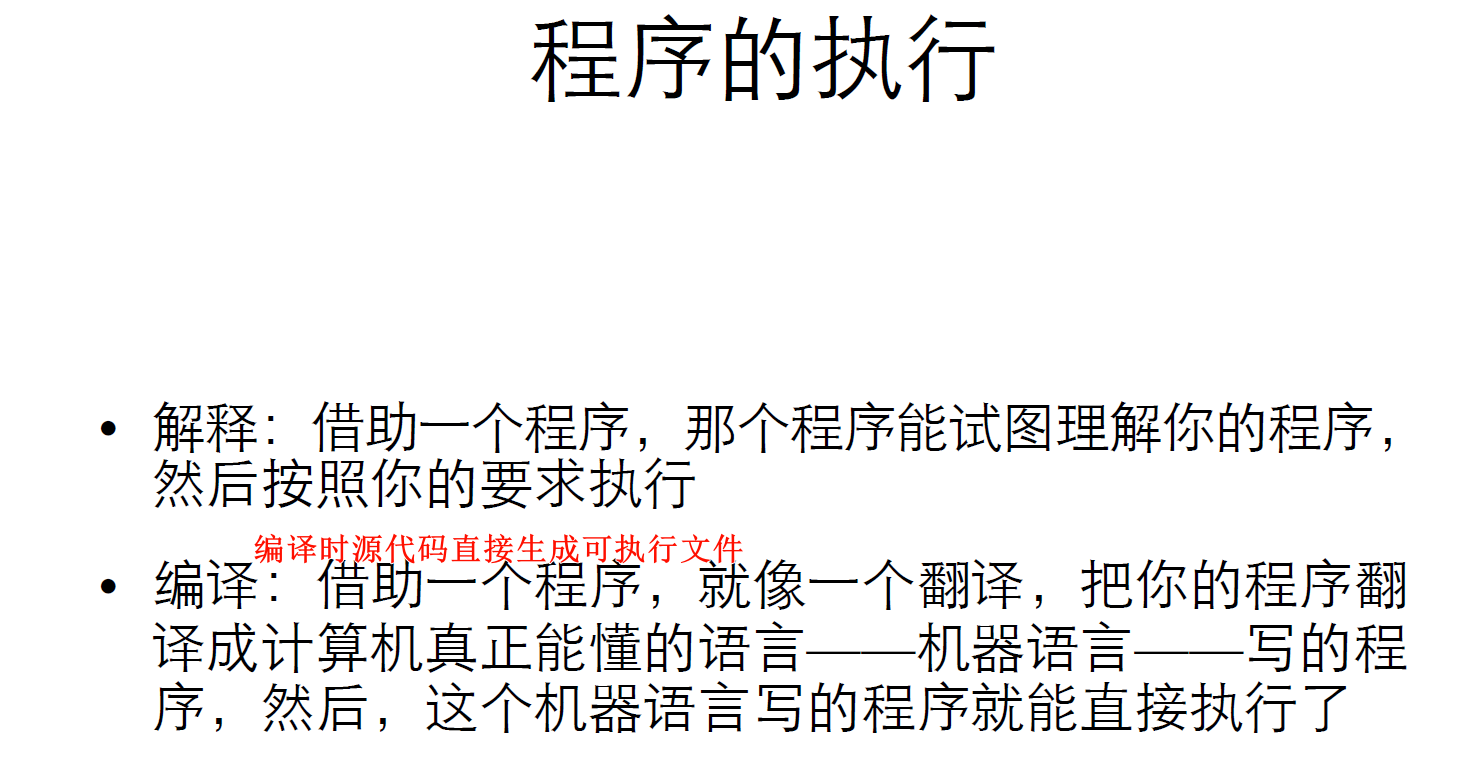 程序的执行
• 解释：借助一个程序，那个程序能试图理解你的程序，
然后按照你的要求执行
编译时源代码直接生成可执行文件
• 编译：借助一个程序，就像一个翻译，把你的程序翻
译成计算机真正能懂的语言——机器语言——写的程
序，然后，这个机器语言写的程序就能直接执行了